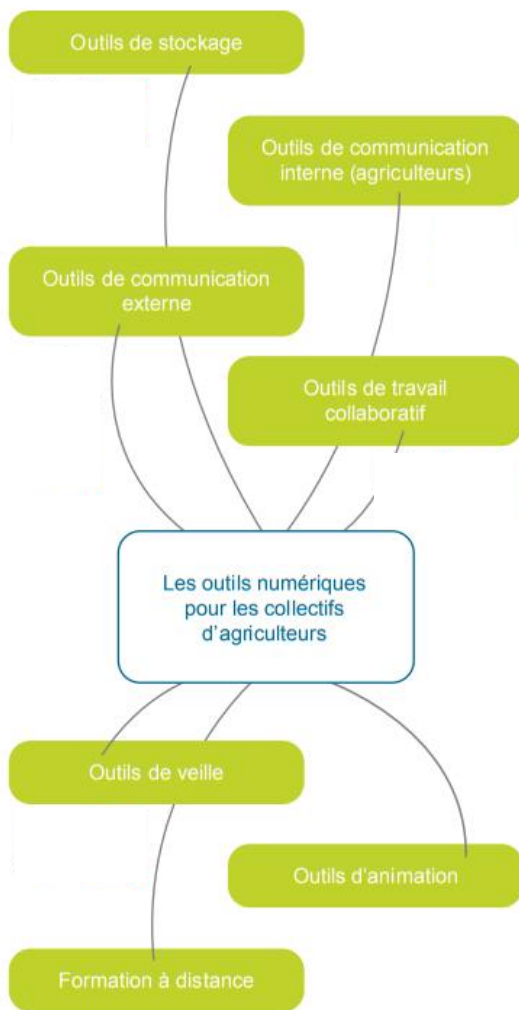 Outils de stockage
Outils de communication
interne (agriculteurs)
Outils de communication
externe
Outils de travail
collaboratif
Les outils numériques
pour les collectifs
d'agriculteurs
Outils de veille
Outils d'animation
Formation à distance